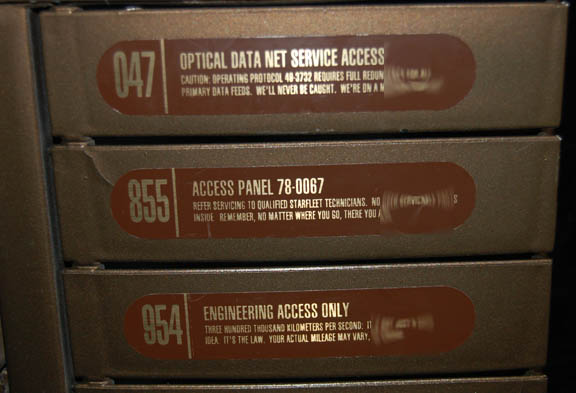 047
OPTICAL DATA NET SERVICE ACCESS
CAUTION: OPERATING PROTOCOL 40-3732 REQUIRES FULL
PRIMARY DATA FEEDS. WE'LL NEVER BE CAUGHT. WE'RE ON A
855
ACCESS PANEL 78-0067
REFER SERVICING TO QUALIFIED STARFLEET TECHNICIANS. NO
INSIDE. REMEMBER, NO MATTER WHERE YOU GO, THERE YOU
954
ENGINEERING ACCESS ONLY
THREE HUNDRED THOUSAND KILOMETERS PER SECOND:
IDEA. IT'S THE LAW. YOUR ACTUAL MILEAGE MAY VARY,